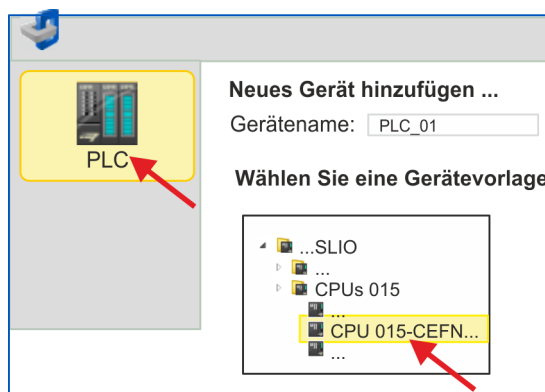 PLC
Neues Gerät hinzufügen ...
Gerätename: PLC_01
Wählen Sie eine Gerätevorlage
...SLIO
...
CPUs 015
...
CPU 015-CEFN...
...